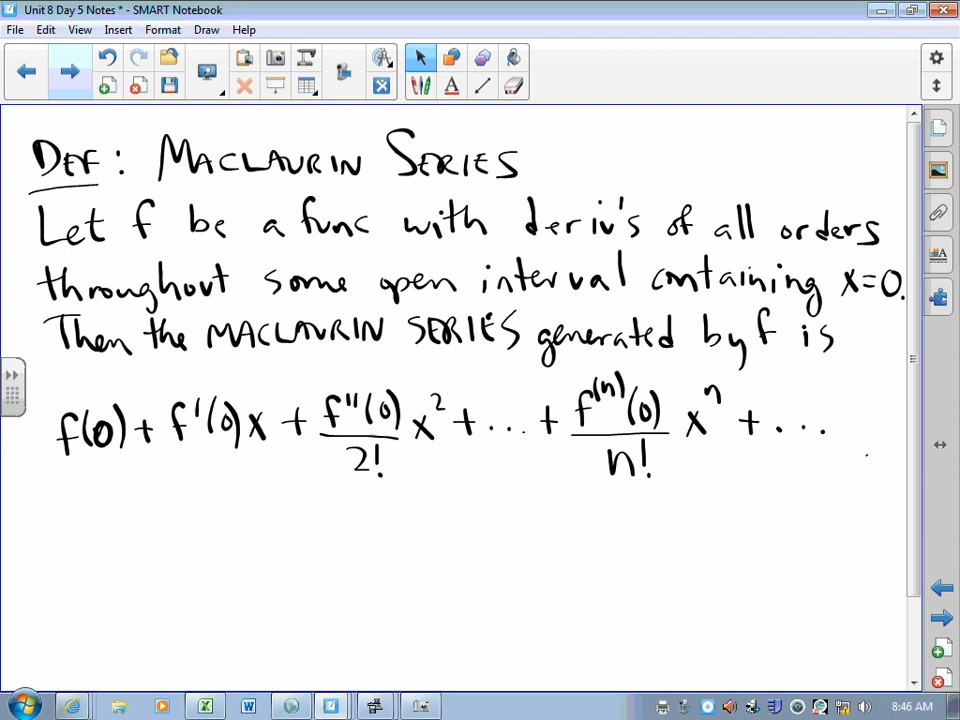 Unit 8 Day 5 Notes * - SMART Notebook
File Edit View Insert Format Draw Help
DEF: MACLAURIN SERIES
Let f be a func with deriv's of all orders
throughout some open interval containing x=0.
Then the MACLAURIN SERIES generated by f is
f(0) + f'(0)x + f''(0)/2! x² + ... + f⁽ⁿ⁾(0)/n! xⁿ + ...
8:46 AM